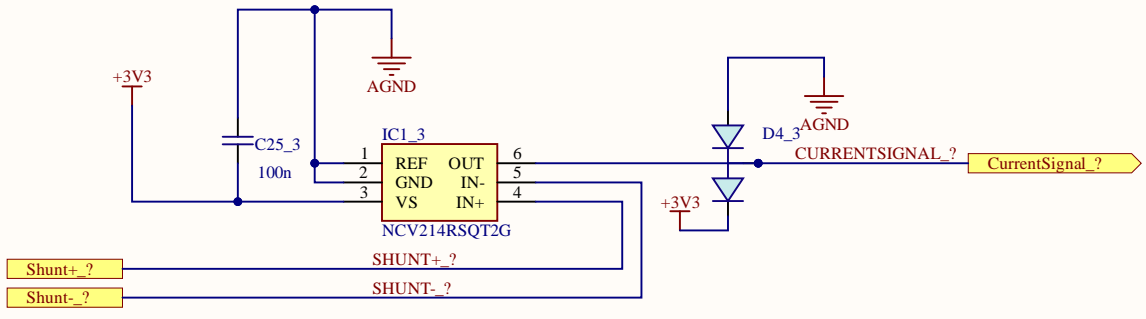 +3V3
AGND
C25_3
100n
IC1_3
1 REF OUT 6
2 GND IN- 5
3 VS IN+ 4
NCV214RSQT2G
D4_3
AGND
CURRENTSIGNAL_?
CurrentSignal_?
+3V3
SHUNT+_?
Shunt+_?
SHUNT-_?
Shunt-_?